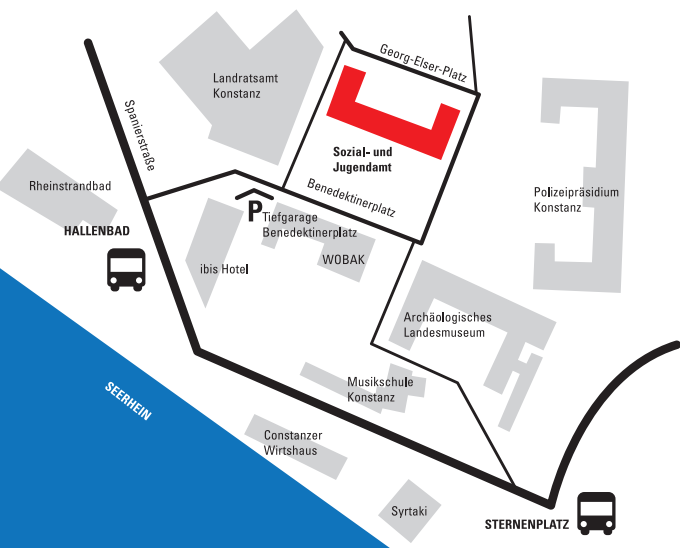 Georg-Elser-Platz
Landratsamt
Konstanz
Spanierstraße
Sozial- und
Jugendamt
Rheinstrandbad
Benedektinerplatz
Polizeipräsidium
Konstanz
P
Tiefgarage
Benedektinerplatz
HALLENBAD
WOBAK
ibis Hotel
Archäologisches
Landesmuseum
SEERHEIN
Musikschule
Konstanz
Constanzer
Wirtshaus
Syrtaki
STERNENPLATZ